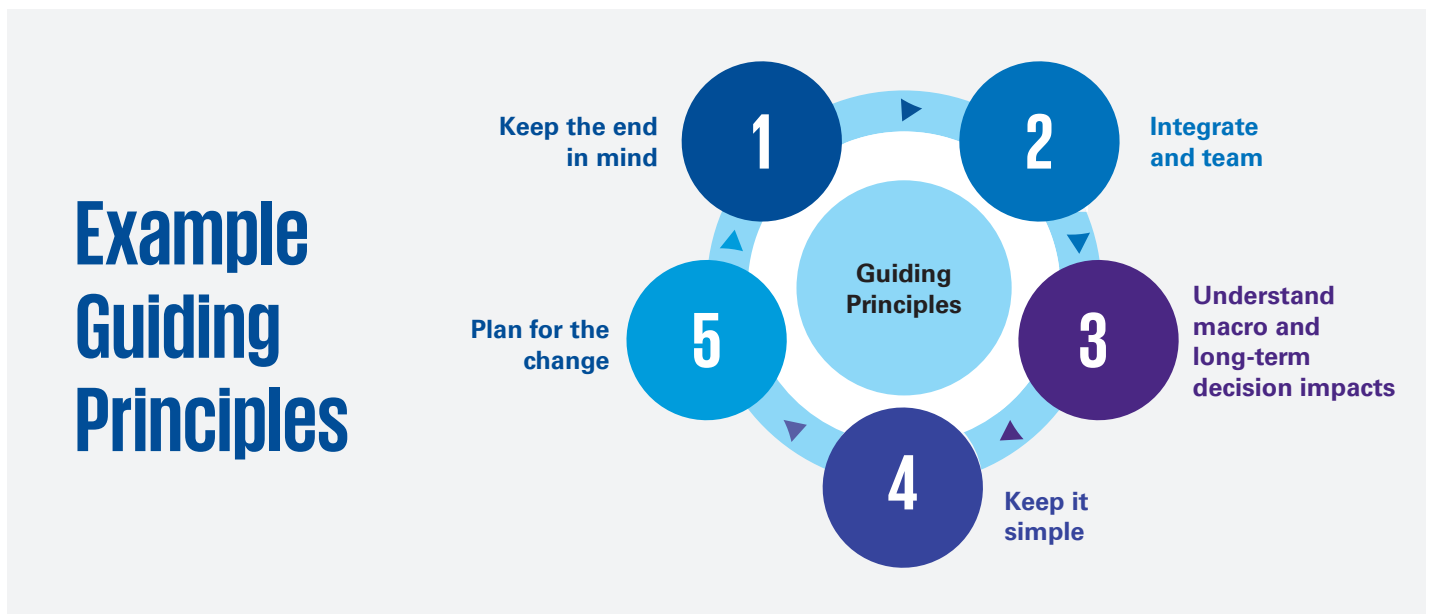 Example
Guiding
Principles
1
Keep the end
in mind
2
Integrate
and team
3
Understand
macro and
long-term
decision impacts
4
Keep it
simple
5
Plan for the
change
Guiding
Principles